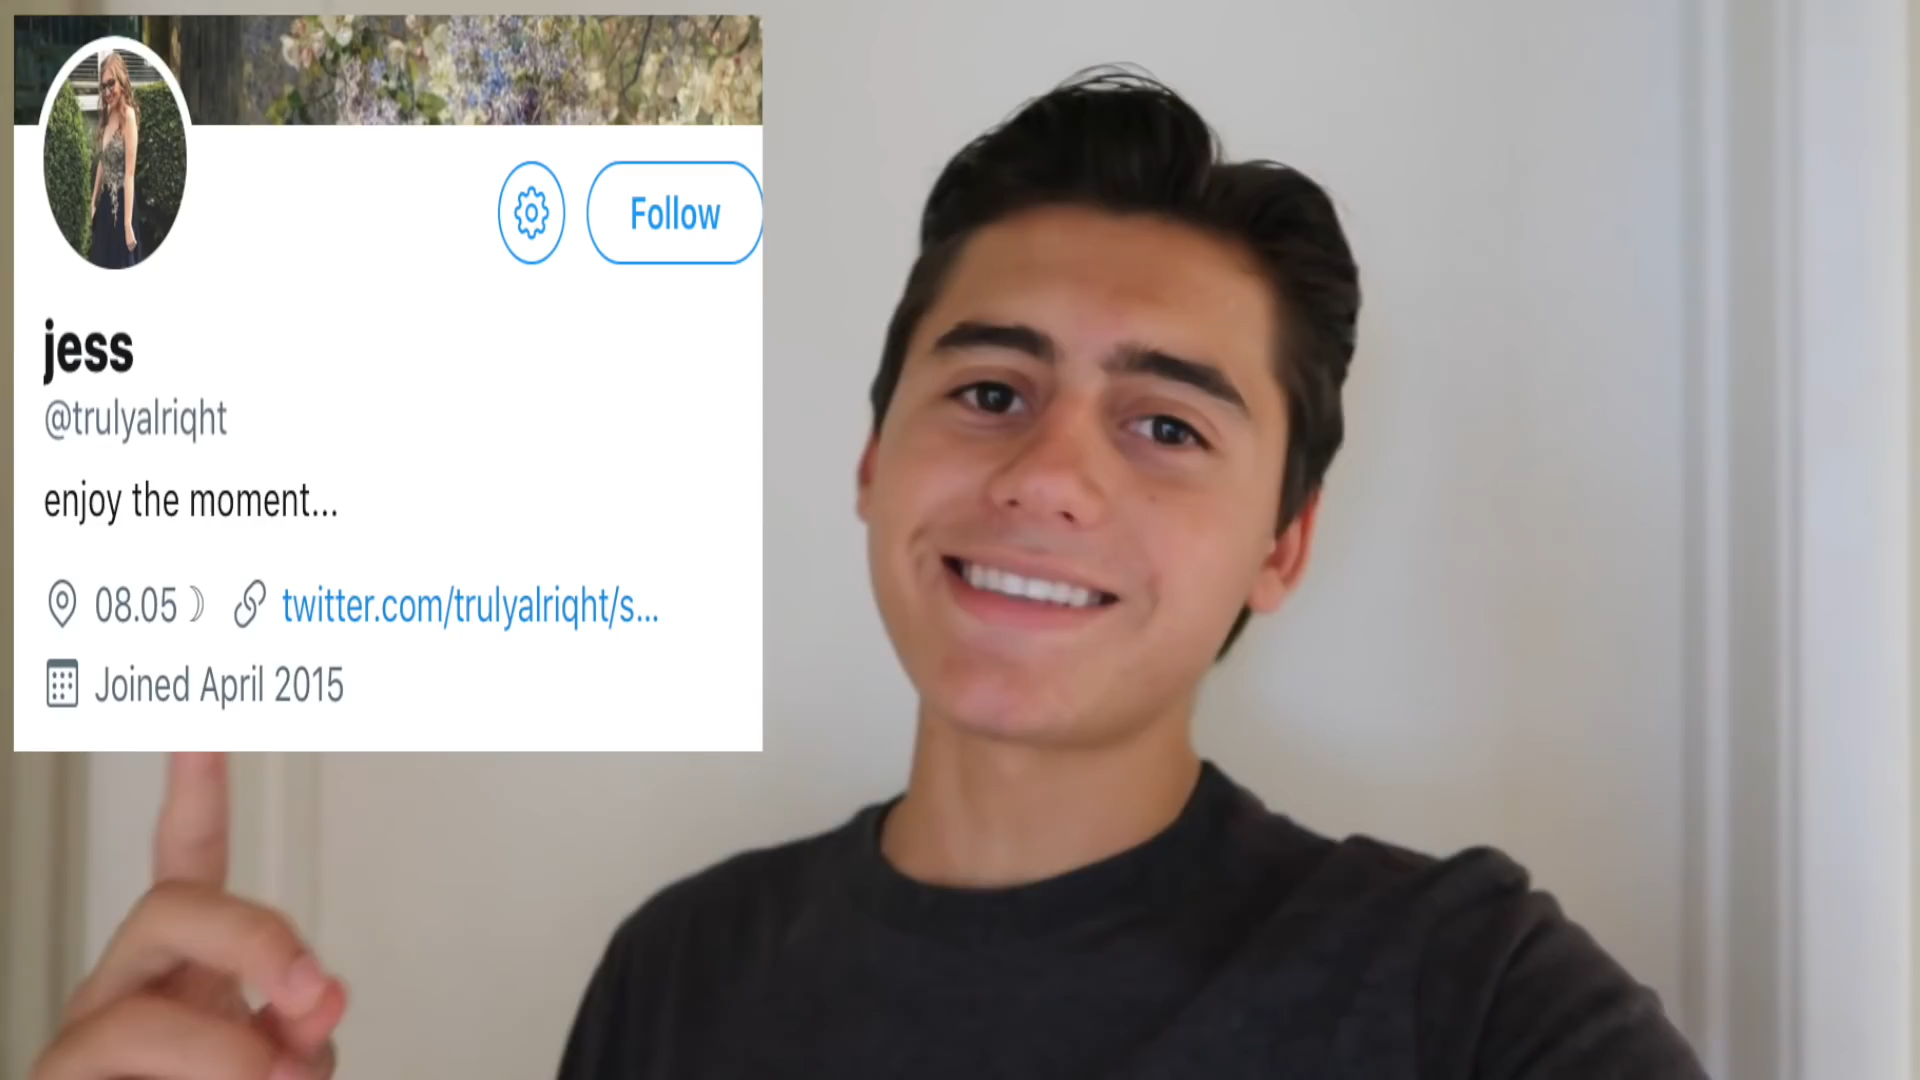 Follow
jess
@trulyalriqht
enjoy the moment...
08.05☽ twitter.com/trulyalriqht/s...
Joined April 2015